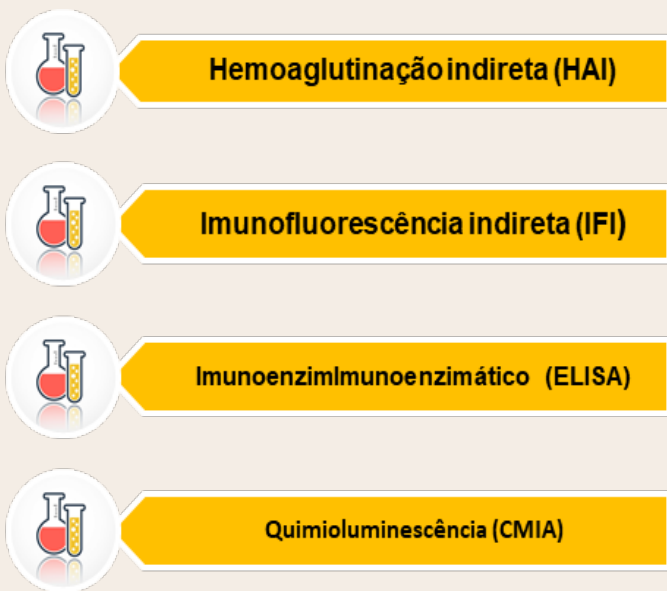 Hemoaglutinação indireta (HAI)
Imunofluorescência indireta (IFI)
ImunoenzimImunoenzimático (ELISA)
Quimioluminescência (CMIA)